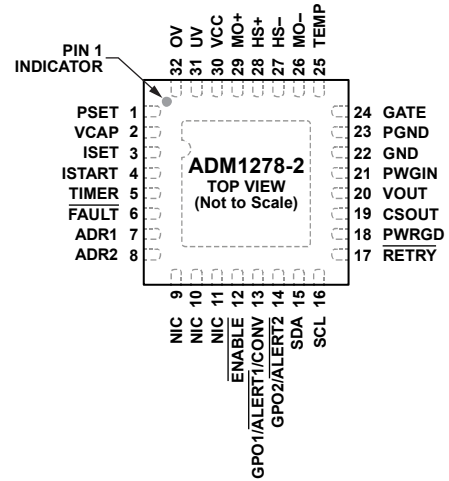 32 OV
31 UV
30 VCC
29 MO+
28 HS+
27 HS–
26 MO–
25 TEMP
PIN 1
INDICATOR
PSET 1
VCAP 2
ISET 3
ISTART 4
TIMER 5
FAULT 6
ADR1 7
ADR2 8
ADM1278-2
TOP VIEW
(Not to Scale)
24 GATE
23 PGND
22 GND
21 PWGIN
20 VOUT
19 CSOUT
18 PWRGD
17 RETRY
NIC 9
NIC 10
NIC 11
ENABLE 12
GPO1/ALERT1/CONV 13
GPO2/ALERT2 14
SDA 15
SCL 16